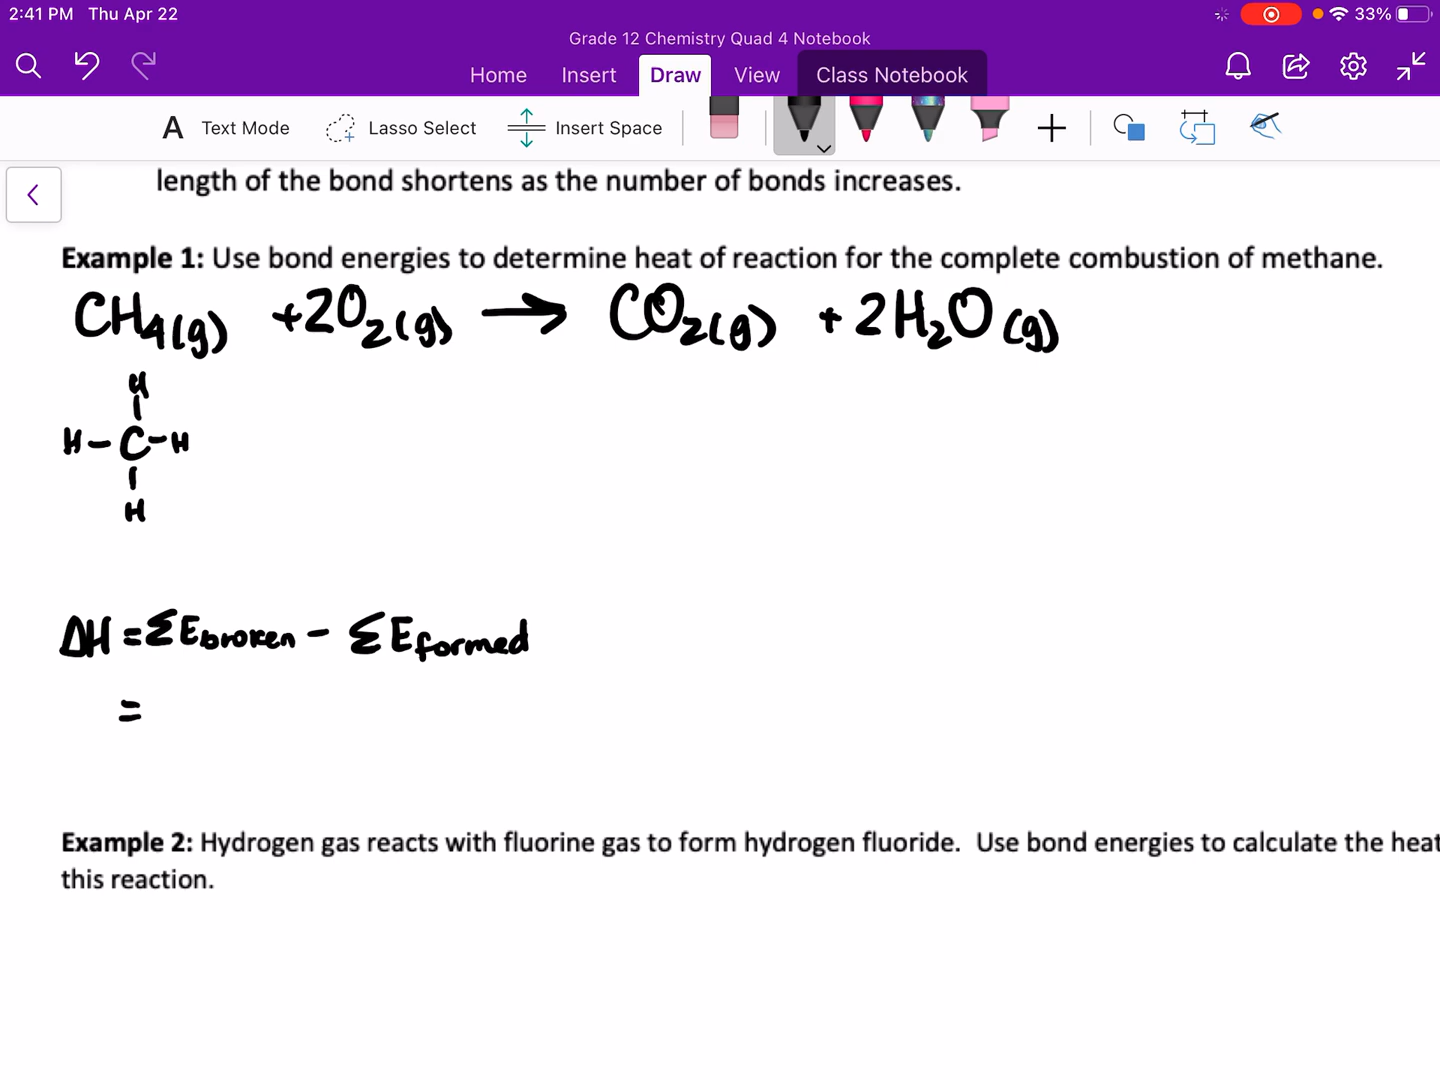 2:41 PM Thu Apr 22
33%
Grade 12 Chemistry Quad 4 Notebook
Home Insert Draw View Class Notebook
A Text Mode Lasso Select Insert Space
length of the bond shortens as the number of bonds increases.
Example 1: Use bond energies to determine heat of reaction for the complete combustion of methane.
CH4(g) +2O2(g) → CO2(g) + 2H2O(g)
H
H-C-H
H
ΔH = ΣEbroken - ΣEformed
=
Example 2: Hydrogen gas reacts with fluorine gas to form hydrogen fluoride. Use bond energies to calculate the heat
this reaction.